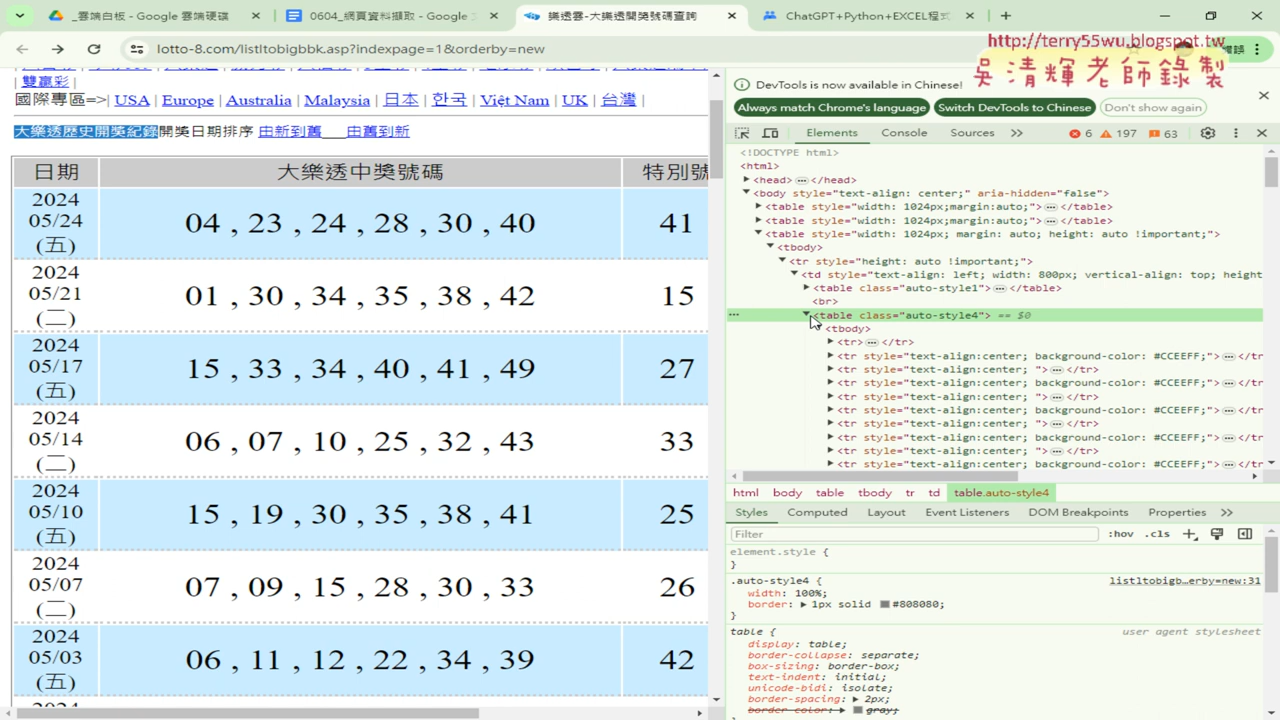 _雲端白板 - Google 雲端硬碟
0604_網頁資料擷取 - Google
樂透雲-大樂透開獎號碼查詢
ChatGPT+Python+EXCEL程式
lotto-8.com/listltobigbbk.asp?indexpage=1&orderby=new
http://terry55wu.blogspot.tw
吳清輝老師錄製
雙贏彩 |
國際專區=>| USA | Europe | Australia | Malaysia | 日本 | 한국 | Việt Nam | UK | 台灣 |
大樂透歷史開獎紀錄開獎日期排序 由新到舊 由舊到新
日期 大樂透中獎號碼 特別號
2024
05/24
(五)
04 , 23 , 24 , 28 , 30 , 40
41
2024
05/21
(二)
01 , 30 , 34 , 35 , 38 , 42
15
2024
05/17
(五)
15 , 33 , 34 , 40 , 41 , 49
27
2024
05/14
(二)
06 , 07 , 10 , 25 , 32 , 43
33
2024
05/10
(五)
15 , 19 , 30 , 35 , 38 , 41
25
2024
05/07
(二)
07 , 09 , 15 , 28 , 30 , 33
26
2024
05/03
(五)
06 , 11 , 12 , 22 , 34 , 39
42
DevTools is now available in Chinese!
Always match Chrome's language
Switch DevTools to Chinese
Don't show again
Elements Console Sources 6 197 63
<!DOCTYPE html>
<html>
<head> … </head>
<body style="text-align: center;" aria-hidden="false">
<table style="width: 1024px;margin:auto;"> … </table>
<table style="width: 1024px;margin:auto;"> … </table>
<table style="width: 1024px; margin: auto; height: auto !important;">
<tbody>
<tr style="height: auto !important;">
<td style="text-align: left; width: 800px; vertical-align: top; height
<table class="auto-style1"> … </table>
<br>
<table class="auto-style4"> == $0
<tbody>
<tr> … </tr>
<tr style="text-align:center; background-color: #CCEEFF;"> … </tr
<tr style="text-align:center; "> … </tr>
<tr style="text-align:center; background-color: #CCEEFF;"> … </tr
<tr style="text-align:center; "> … </tr>
<tr style="text-align:center; background-color: #CCEEFF;"> … </tr
<tr style="text-align:center; "> … </tr>
<tr style="text-align:center; background-color: #CCEEFF;"> … </tr
<tr style="text-align:center; "> … </tr>
<tr style="text-align:center; background-color: #CCEEFF;"> … </tr
html body table tbody tr td table.auto-style4
Styles Computed Layout Event Listeners DOM Breakpoints Properties
Filter :hov .cls
element.style {
}
.auto-style4 { listltobigb…erby=new:31
width: 100%;
border: 1px solid #808080;
}
table { user agent stylesheet
display: table;
border-collapse: separate;
box-sizing: border-box;
text-indent: initial;
unicode-bidi: isolate;
border-spacing: 2px;
border-color: gray;